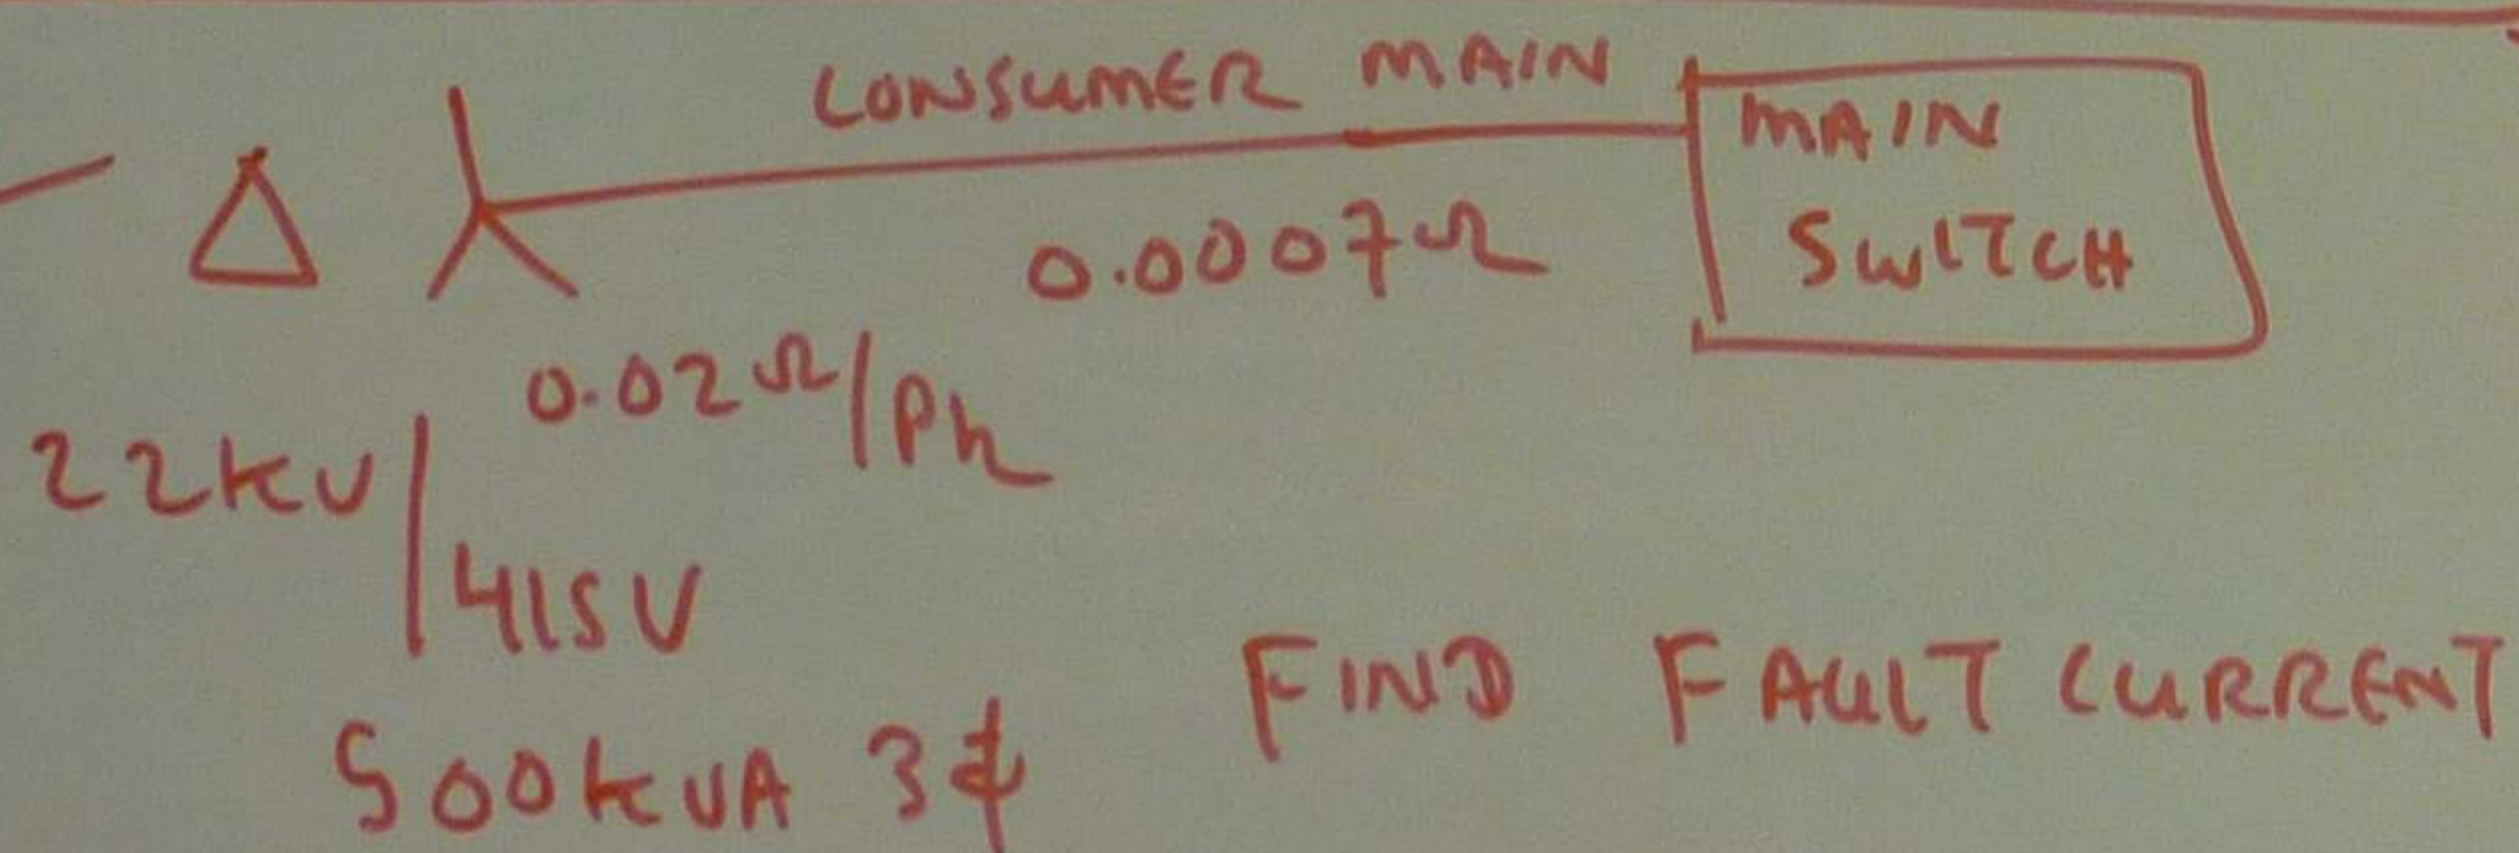 CONSUMER MAIN
MAIN
SWITCH
0.0007Ω
0.02Ω/Ph
22kV/415V
500kVA 3ϕ
FIND FAULT CURRENT